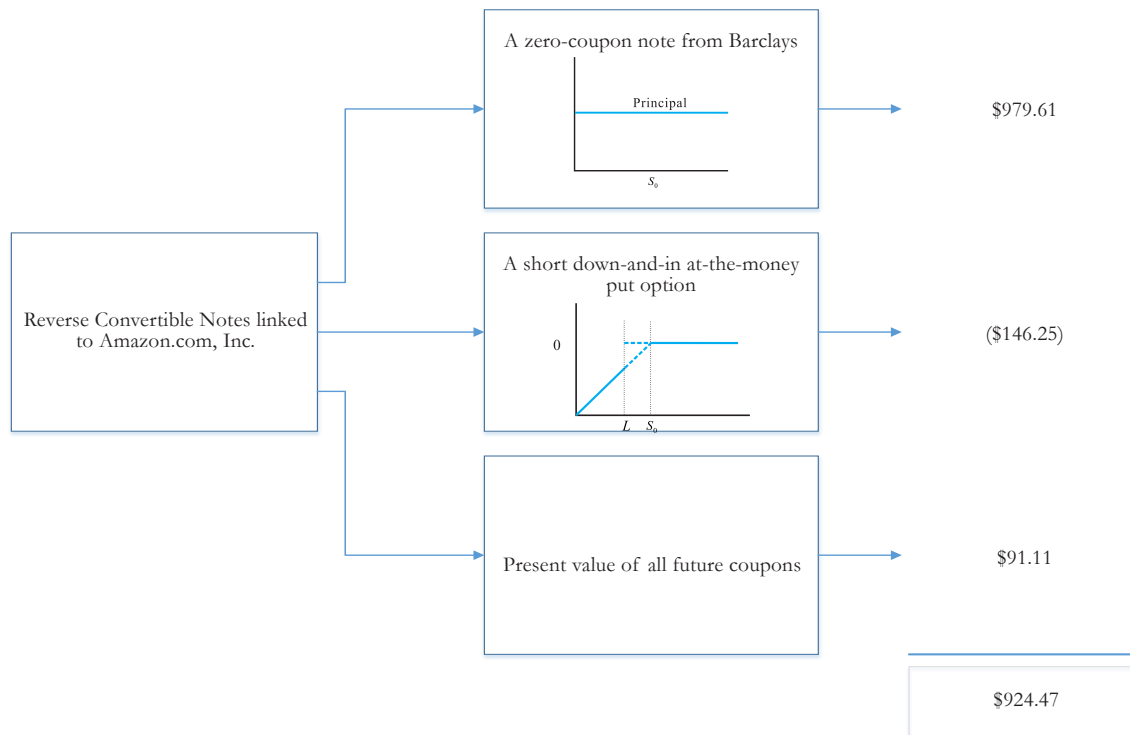 A zero-coupon note from Barclays
Principal
S₀
$979.61
Reverse Convertible Notes linked
to Amazon.com, Inc.
A short down-and-in at-the-money
put option
0
L S₀
($146.25)
Present value of all future coupons
$91.11
$924.47